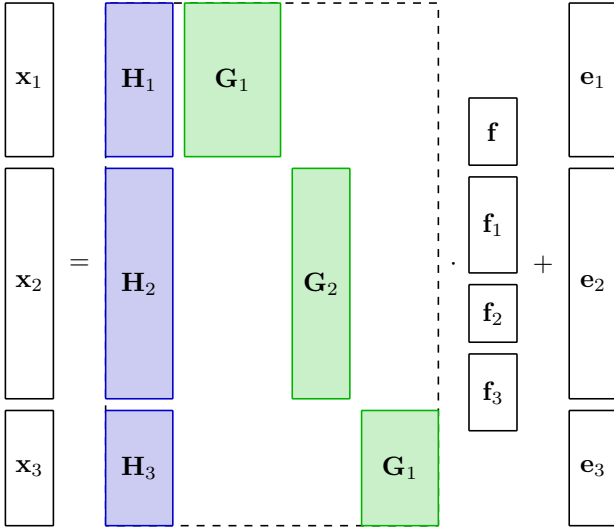 x₁ H₁ G₁ e₁
f
f₁
x₂ = H₂ G₂ · + e₂
f₂
f₃
x₃ H₃ G₁ e₃